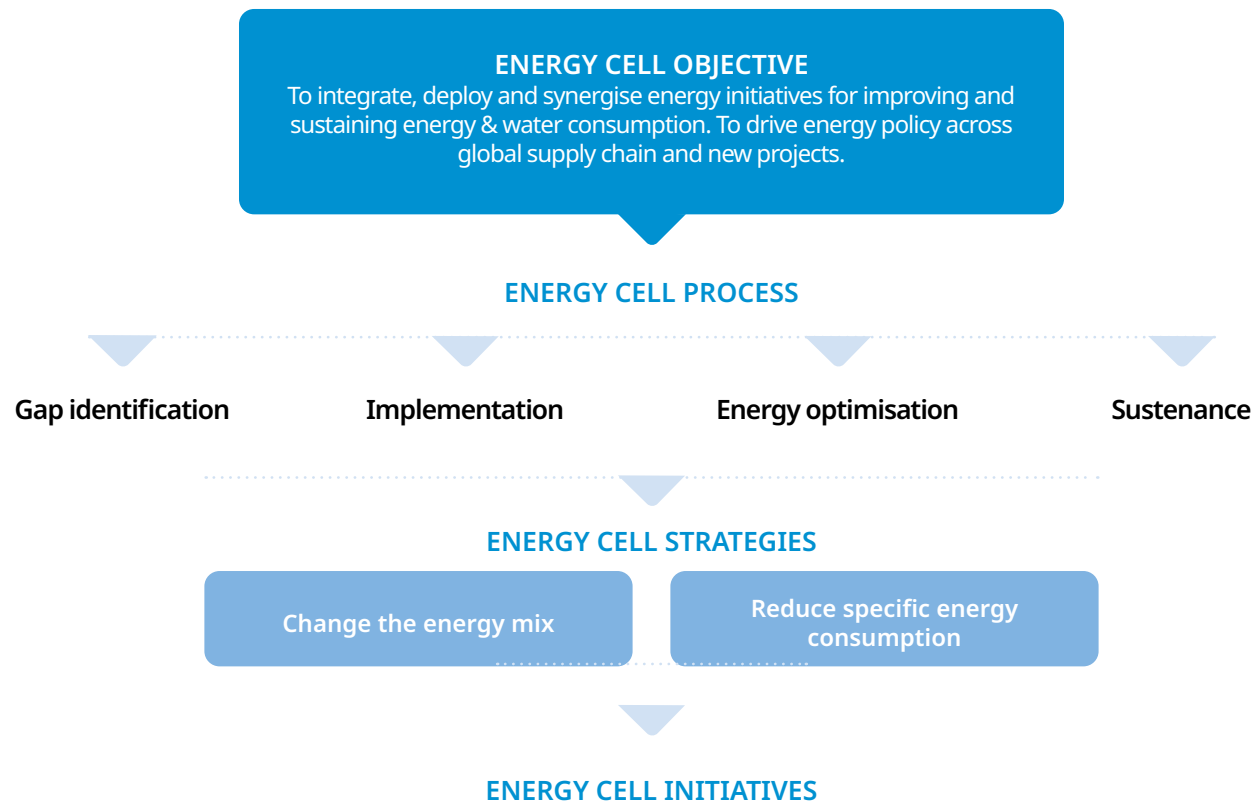 ENERGY CELL OBJECTIVE
To integrate, deploy and synergise energy initiatives for improving and
sustaining energy & water consumption. To drive energy policy across
global supply chain and new projects.
ENERGY CELL PROCESS
Gap identification
Implementation
Energy optimisation
Sustenance
ENERGY CELL STRATEGIES
Change the energy mix
Reduce specific energy
consumption
ENERGY CELL INITIATIVES